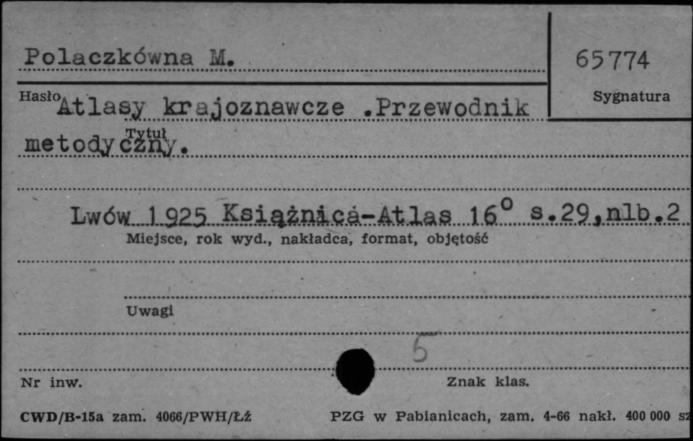 Polaczkówna M.
65774
Hasło
Sygnatura
Atlasy krajoznawcze .Przewodnik
Tytuł
metodyczny.
Lwów 1925 Książnica-Atlas 16° s.29,nlb.2
Miejsce, rok wyd., nakładca, format, objętość
Uwagi
5
Nr inw.
Znak klas.
CWD/B-15a zam. 4066/PWH/ŁŻ
PZG w Pabianicach, zam. 4-66 nakł. 400 000 sz